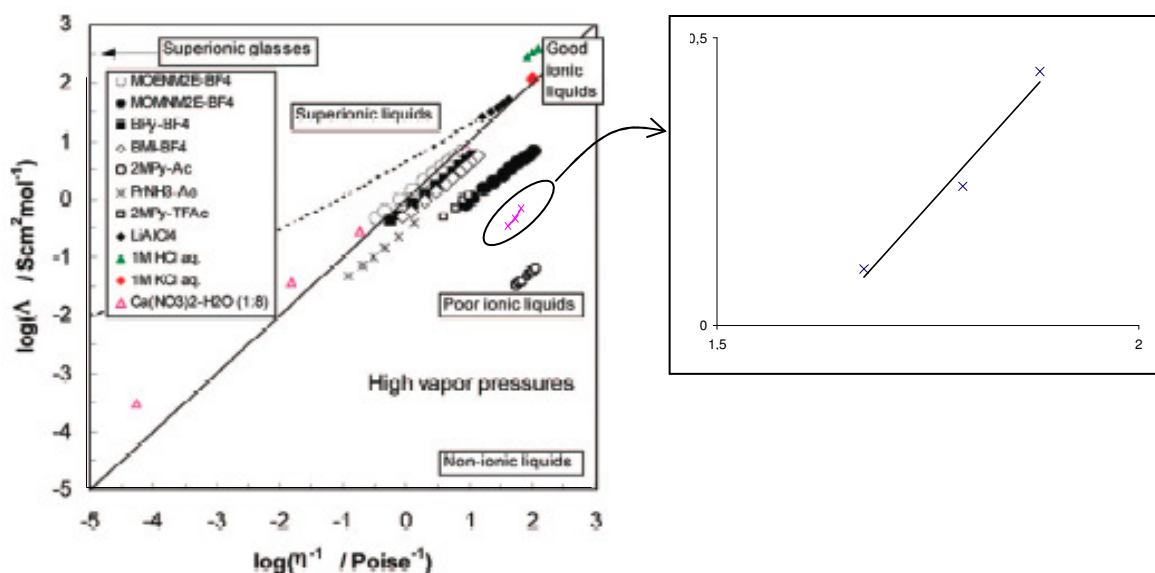 3
2
1
0
-1
-2
-3
-4
-5
log(Λ / Scm²mol⁻¹)
Superionic glasses
MOENM2E-BF4
MOMNM2E-BF4
BPy-BF4
BMI-BF4
2MPy-Ac
PrNH3-Ac
2MPy-TFAc
LiAlCl4
1M HCl aq.
1M KCl aq.
Ca(NO3)2-H2O (1:8)
Superionic liquids
Good
ionic
liquids
Poor ionic liquids
High vapor pressures
Non-ionic liquids
-5 -4 -3 -2 -1 0 1 2 3
log(η⁻¹ / Poise⁻¹)
0,5
0
1.5 2